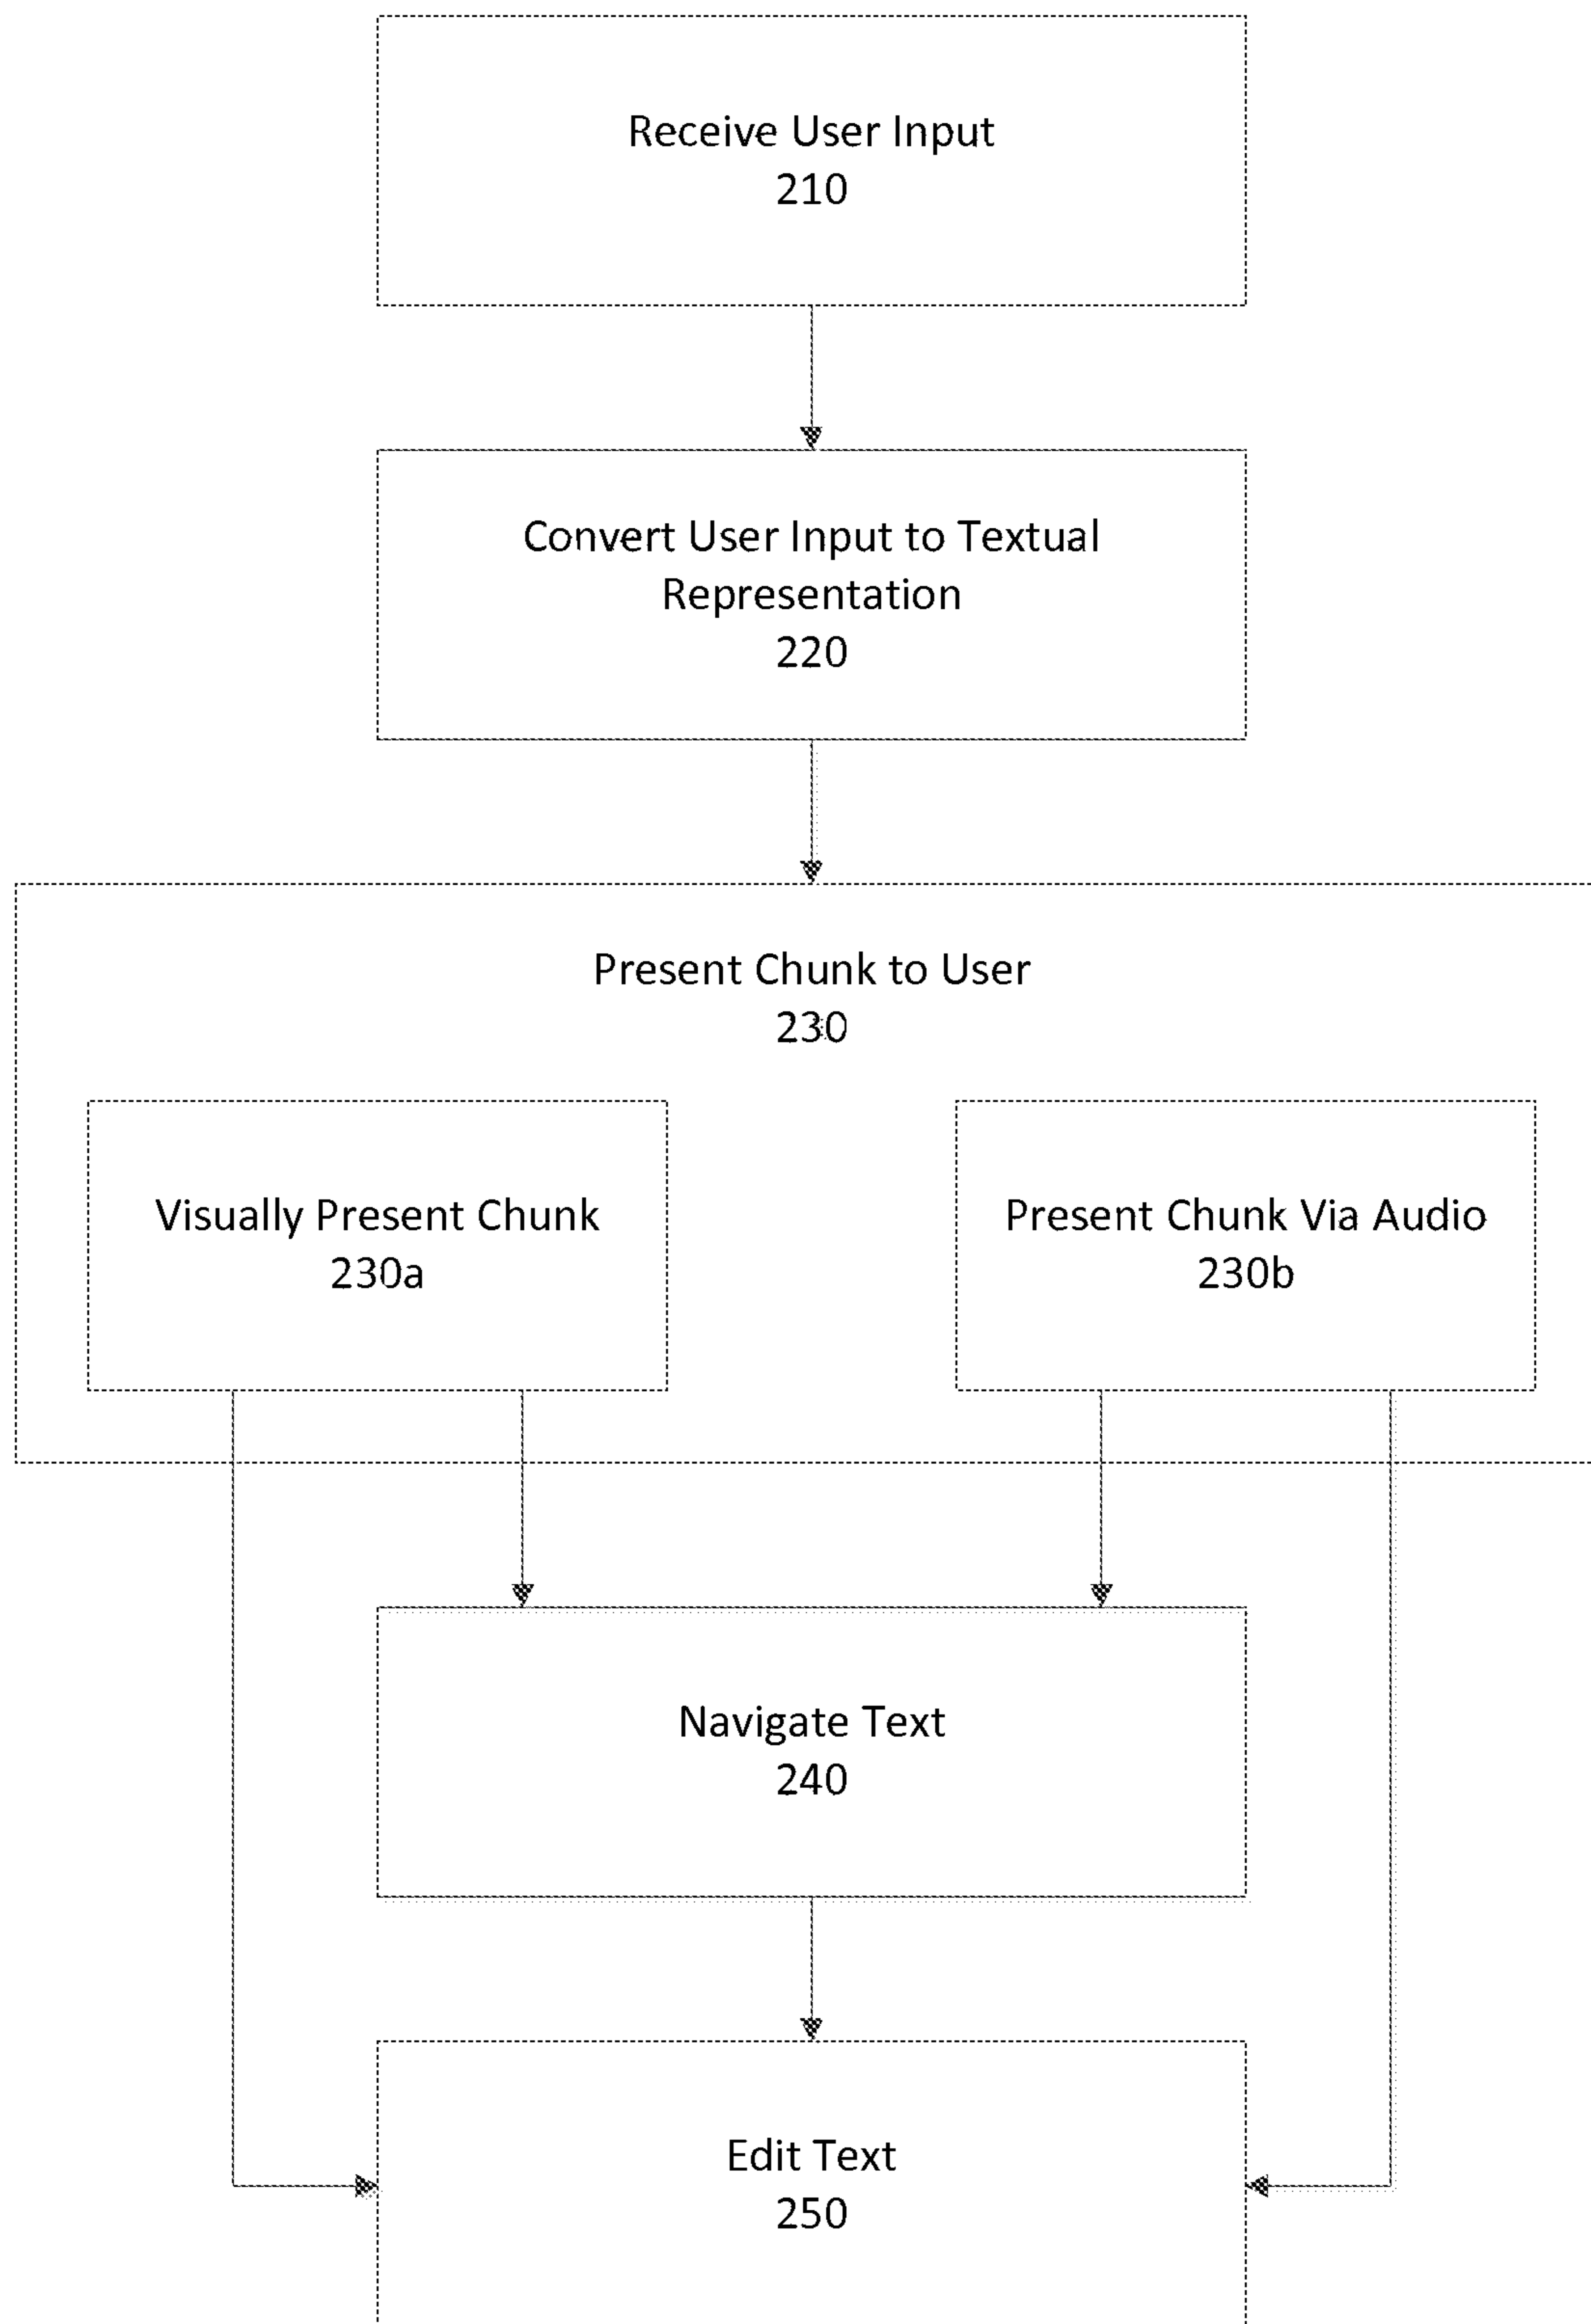 Receive User Input
210
Convert User Input to Textual
Representation
220
Present Chunk to User
230
Visually Present Chunk
230a
Present Chunk Via Audio
230b
Navigate Text
240
Edit Text
250